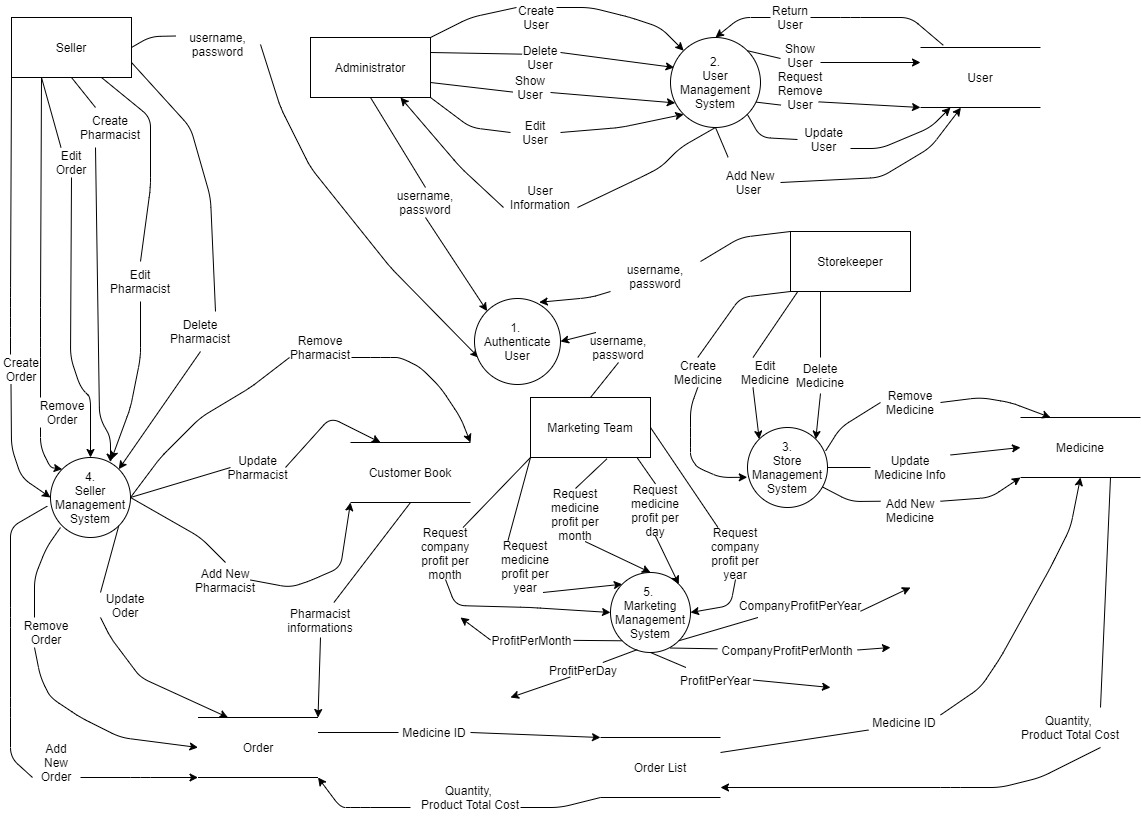 Seller
username,
password
Create
Pharmacist
Edit
Order
Edit
Pharmacist
Delete
Pharmacist
Create
Order
Remove
Order
Administrator
Create
User
Delete
User
Show
User
Edit
User
User
Information
username,
password
2.
User
Management
System
Return
User
Show
User
Request
Remove
User
Update
User
Add New
User
User
Storekeeper
username,
password
1.
Authenticate
User
username,
password
Create
Medicine
Edit
Medicine
Delete
Medicine
3.
Store
Management
System
Remove
Medicine
Update
Medicine Info
Add New
Medicine
Medicine
Remove
Pharmacist
Update
Pharmacist
Customer Book
4.
Seller
Management
System
Add New
Pharmacist
Pharmacist
informations
Update
Oder
Remove
Order
Add
New
Order
Marketing Team
Request
company
profit per
month
Request
medicine
profit per
year
Request
medicine
profit per
month
Request
medicine
profit per
day
Request
company
profit per
year
5.
Marketing
Management
System
CompanyProfitPerYear
CompanyProfitPerMonth
ProfitPerMonth
ProfitPerDay
ProfitPerYear
Order
Medicine ID
Order List
Medicine ID
Quantity,
Product Total Cost
Quantity,
Product Total Cost